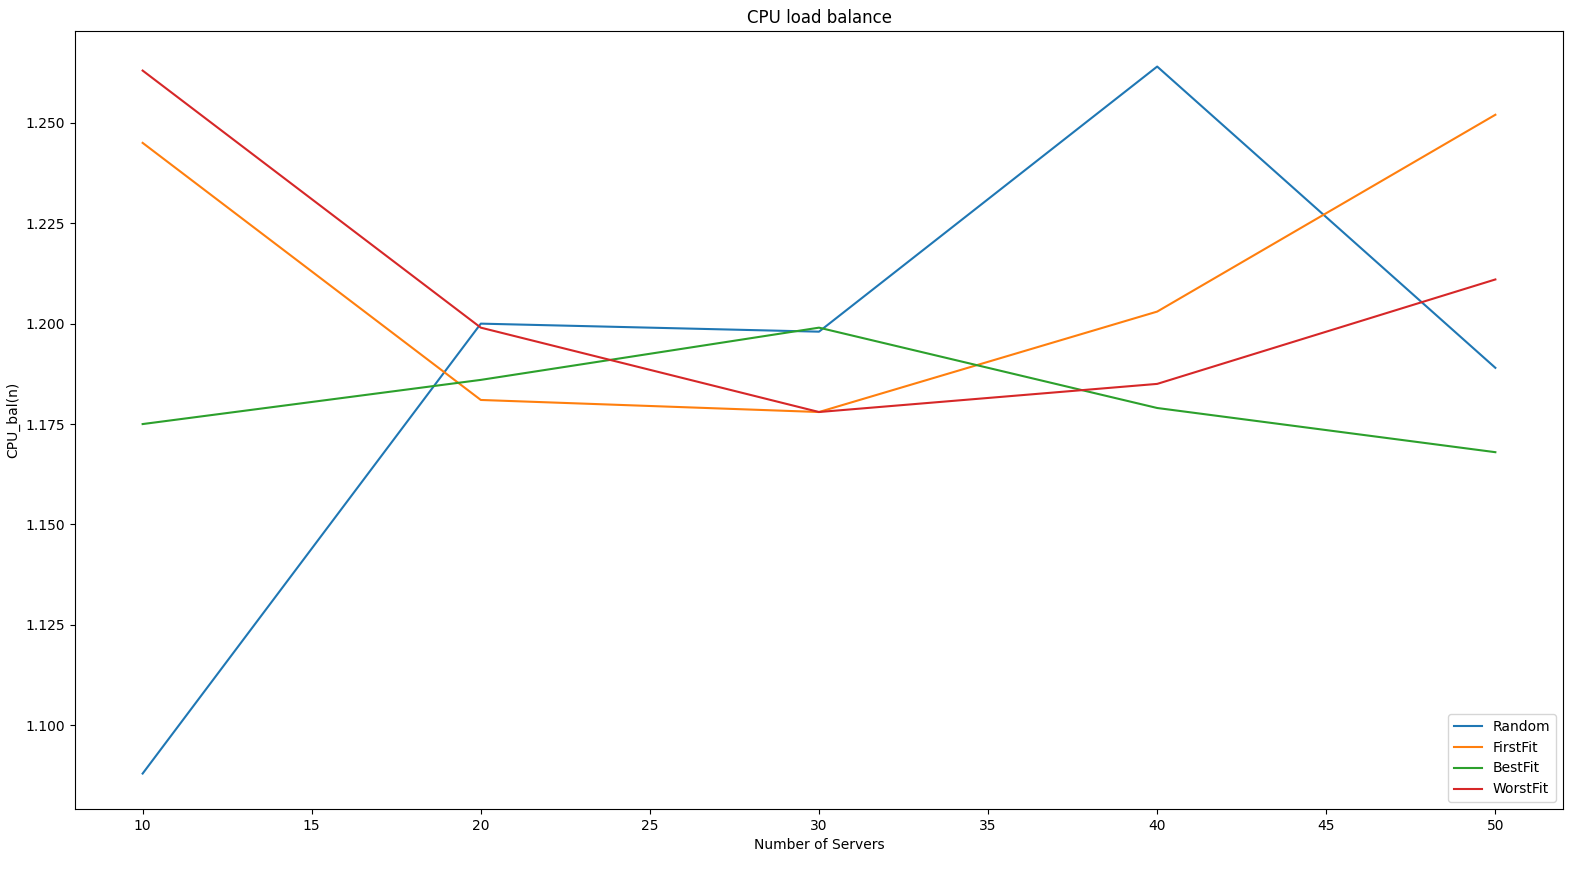 CPU load balance
CPU_bal(n)
1.250
1.225
1.200
1.175
1.150
1.125
1.100
10 15 20 25 30 35 40 45 50
Number of Servers
Random
FirstFit
BestFit
WorstFit